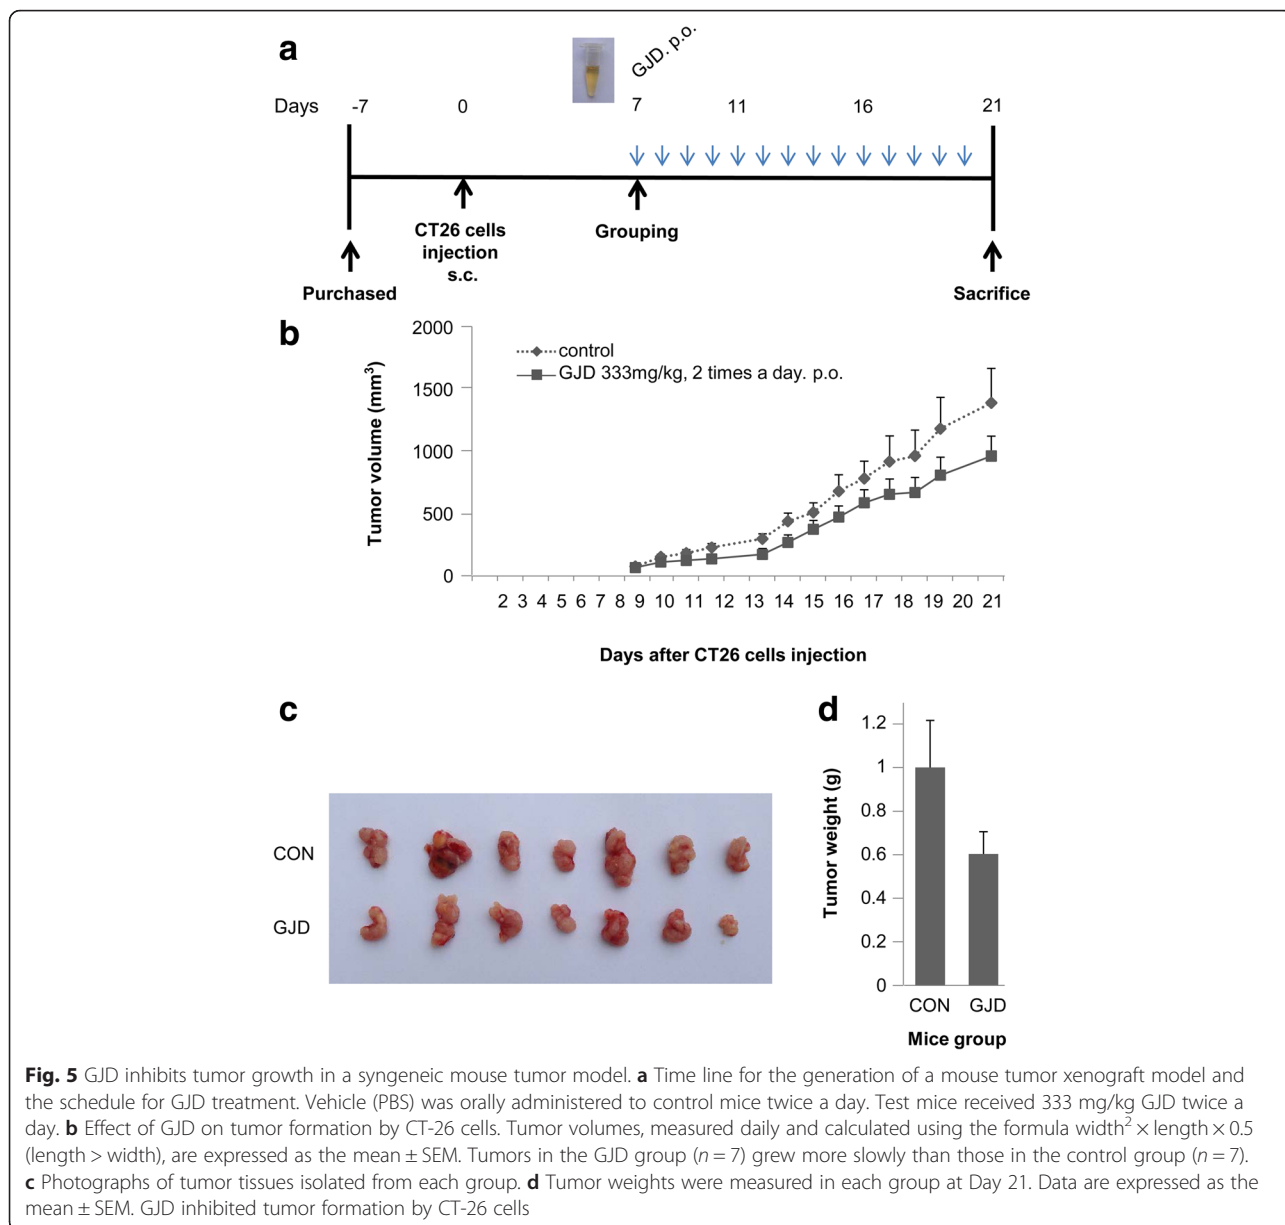 a
GJD. p.o.
Days -7 0 7 11 16 21
CT26 cells
injection
s.c.
Grouping
Purchased
Sacrifice
b
Tumor volume (mm³)
2000
1500
1000
500
0
control
GJD 333mg/kg, 2 times a day. p.o.
2 3 4 5 6 7 8 9 10 11 12 13 14 15 16 17 18 19 20 21
Days after CT26 cells injection
c
CON
GJD
d
Tumor weight (g)
1.2
1
0.8
0.6
0.4
0.2
0
CON GJD
Mice group
Fig. 5 GJD inhibits tumor growth in a syngeneic mouse tumor model. a Time line for the generation of a mouse tumor xenograft model and
the schedule for GJD treatment. Vehicle (PBS) was orally administered to control mice twice a day. Test mice received 333 mg/kg GJD twice a
day. b Effect of GJD on tumor formation by CT-26 cells. Tumor volumes, measured daily and calculated using the formula width² × length × 0.5
(length > width), are expressed as the mean ± SEM. Tumors in the GJD group (n = 7) grew more slowly than those in the control group (n = 7).
c Photographs of tumor tissues isolated from each group. d Tumor weights were measured in each group at Day 21. Data are expressed as the
mean ± SEM. GJD inhibited tumor formation by CT-26 cells